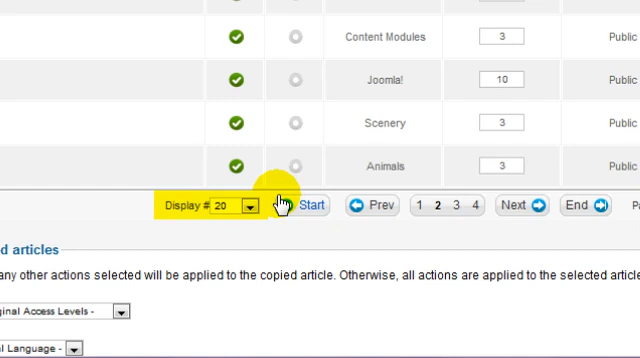 Content Modules 3 Public
Joomla! 10 Public
Scenery 3 Public
Animals 3 Public
Display # 20 Start Prev 1 2 3 4 Next End
ed articles
any other actions selected will be applied to the copied article. Otherwise, all actions are applied to the selected article
ginal Access Levels -
al Language -